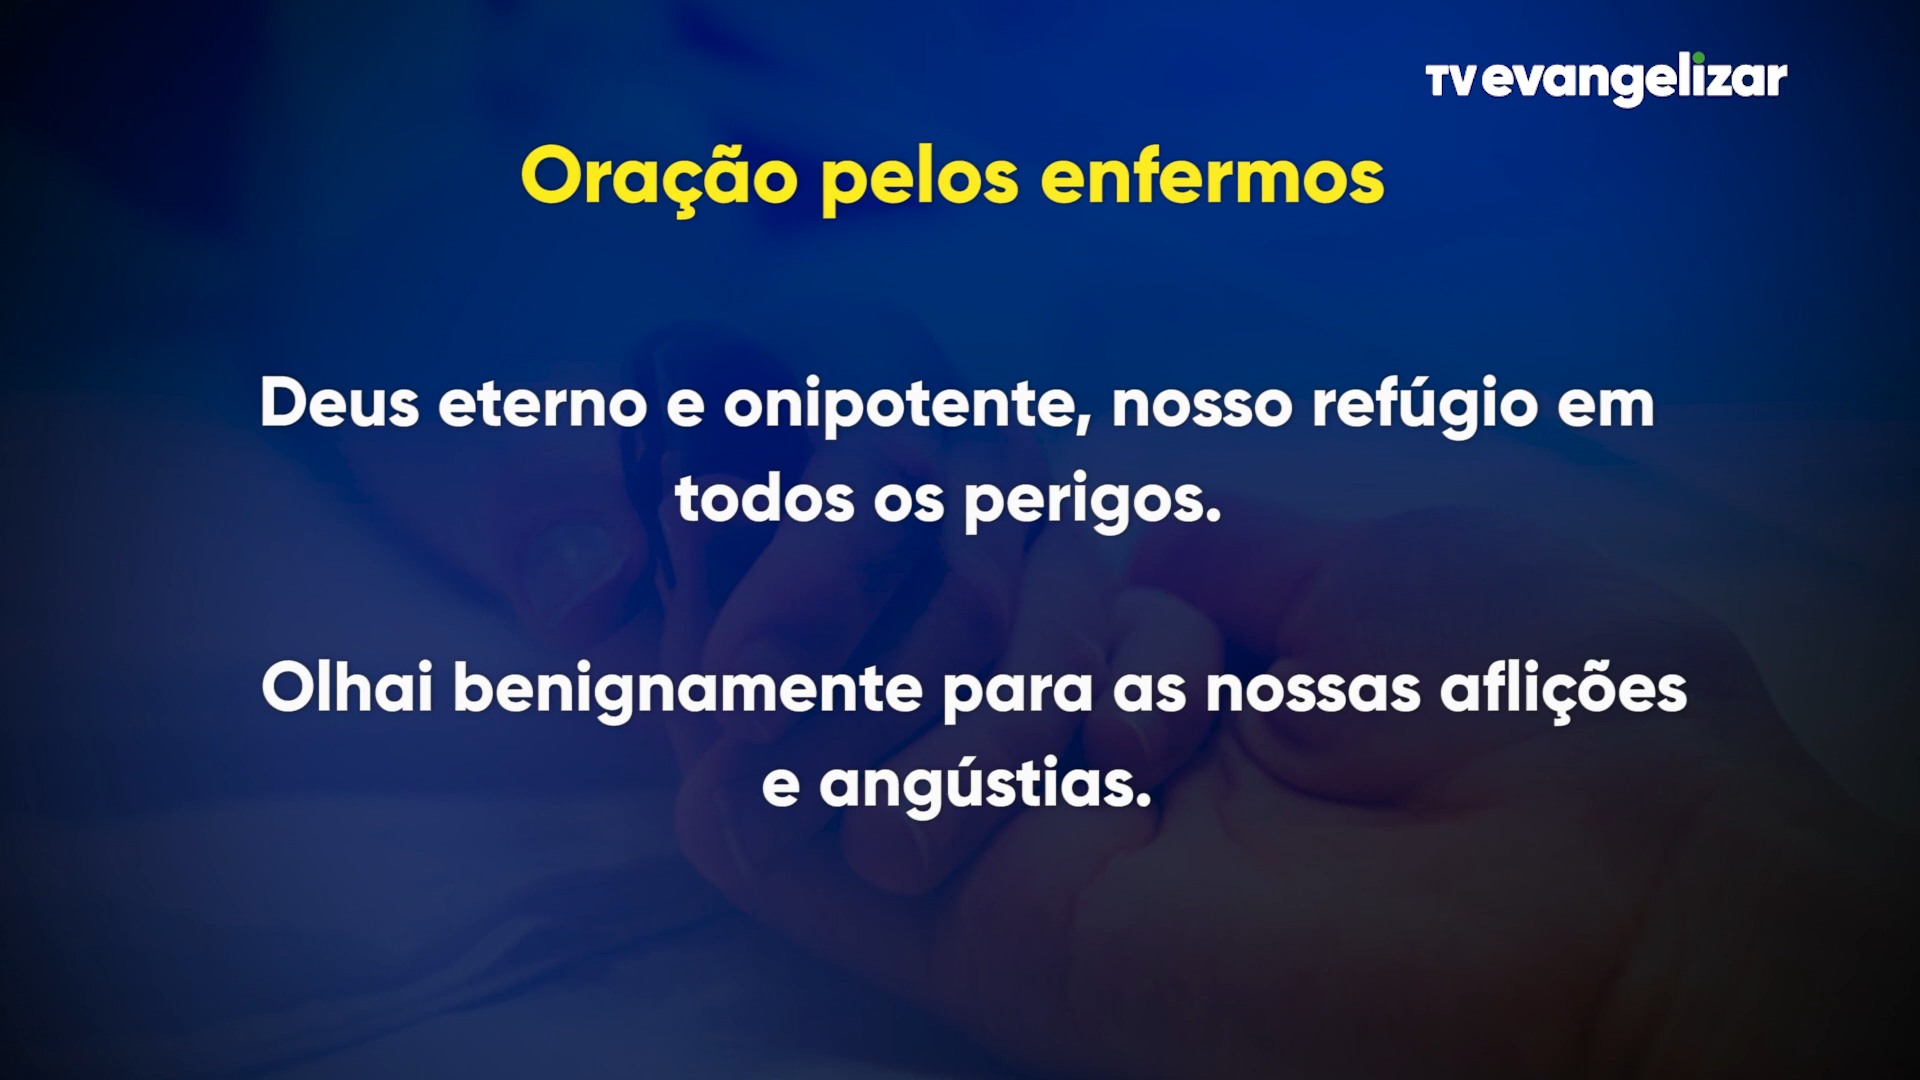 TV evangelizar
Oração pelos enfermos
Deus eterno e onipotente, nosso refúgio em
todos os perigos.
Olhai benignamente para as nossas aflições
e angústias.